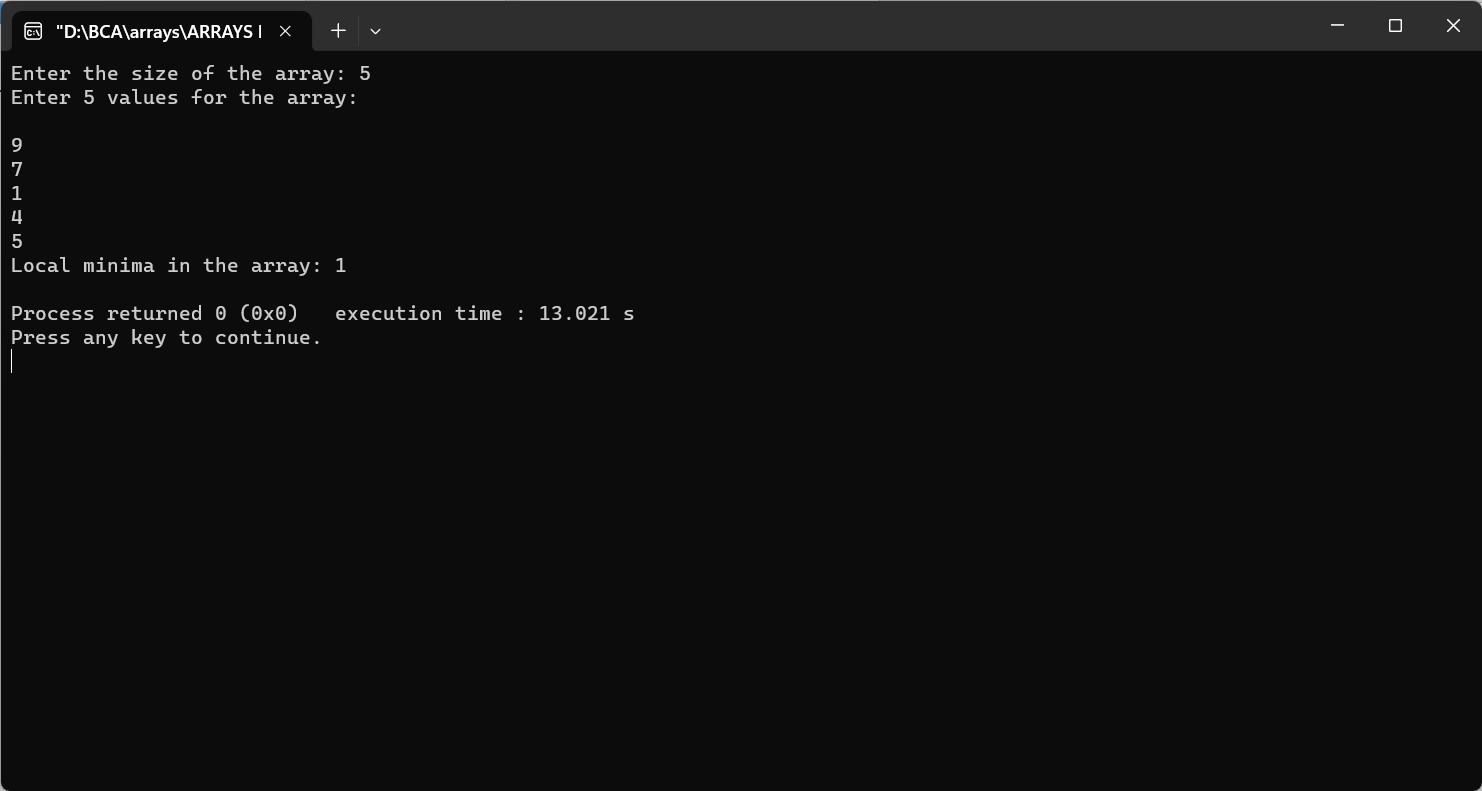 "D:\BCA\arrays\ARRAYS I
Enter the size of the array: 5
Enter 5 values for the array:
9
7
1
4
5
Local minima in the array: 1
Process returned 0 (0x0)   execution time : 13.021 s
Press any key to continue.